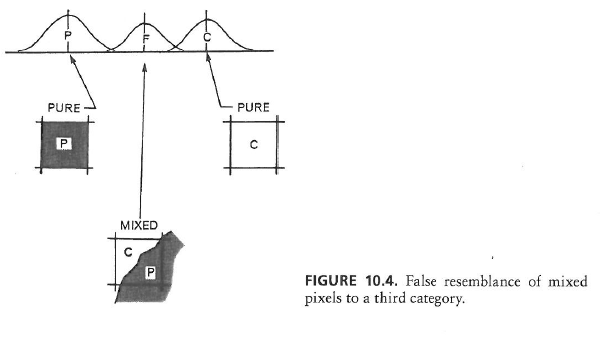 P F C
PURE PURE
P C
MIXED
C
P
FIGURE 10.4. False resemblance of mixed
pixels to a third category.